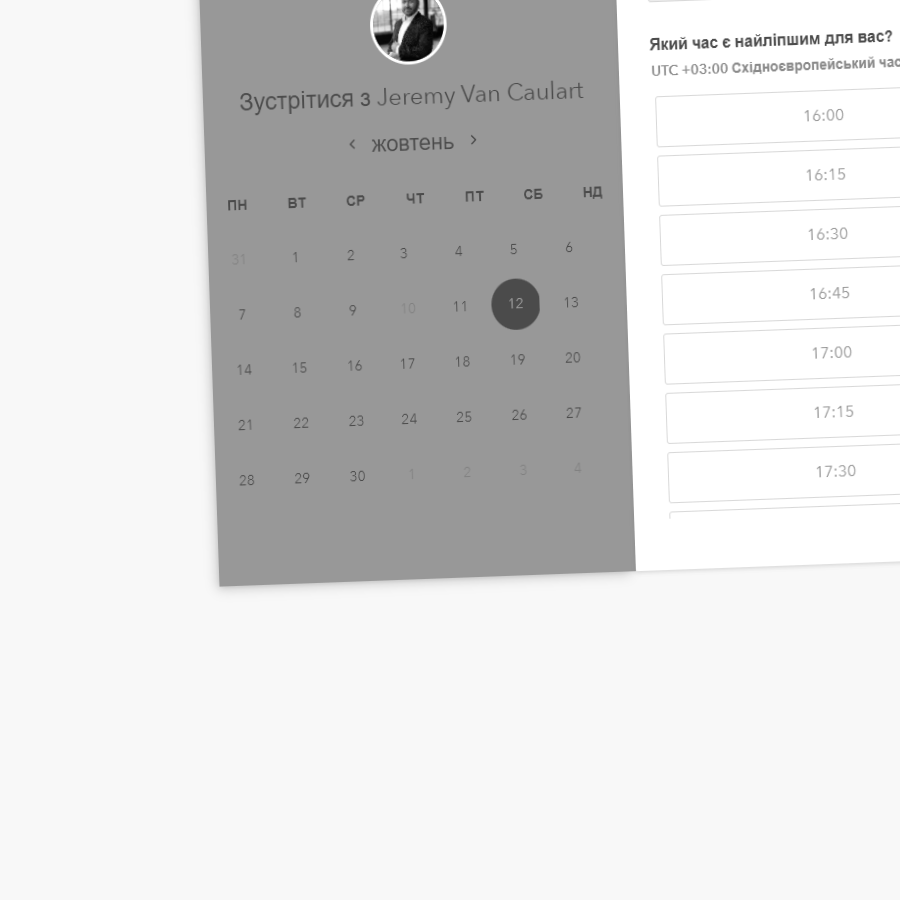 Зустрітися з Jeremy Van Caulart
‹ жовтень ›
ПН ВТ СР ЧТ ПТ СБ НД
31 1 2 3 4 5 6
7 8 9 10 11 12 13
14 15 16 17 18 19 20
21 22 23 24 25 26 27
28 29 30 1 2 3 4
Який час є найліпшим для вас?
UTC +03:00 Східноєвропейський час
16:00
16:15
16:30
16:45
17:00
17:15
17:30